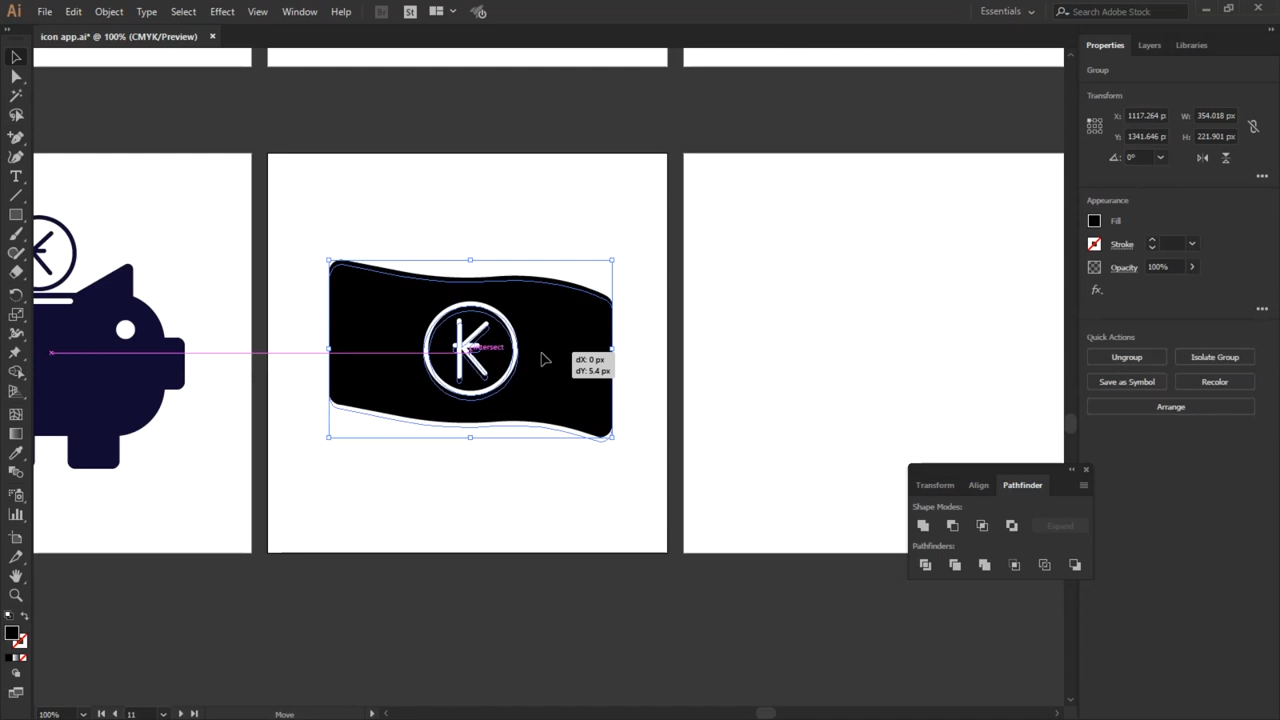 Ai File Edit Object Type Select Effect View Window Help Br St Essentials Search Adobe Stock
icon app.ai* @ 100% (CMYK/Preview) ×
Properties Layers Libraries
Group
Transform
X: 1117.264 p W: 354.018 px
Y: 1341.646 p H: 221.901 px
0°
Appearance
Fill
Stroke
Opacity 100%
fx.
Quick Actions
Ungroup Isolate Group
Save as Symbol Recolor
Arrange
K
K
dX: 0 px
dY: 5.4 px
Transform Align Pathfinder
Shape Modes:
Expand
Pathfinders:
100% 11 Move